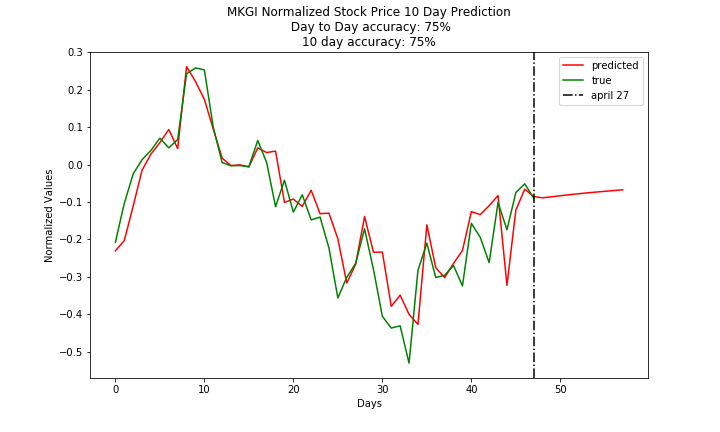 MKGI Normalized Stock Price 10 Day Prediction
Day to Day accuracy: 75%
10 day accuracy: 75%
predicted
true
april 27
Normalized Values
0.3
0.2
0.1
0.0
−0.1
−0.2
−0.3
−0.4
−0.5
0
10
20
30
40
50
Days